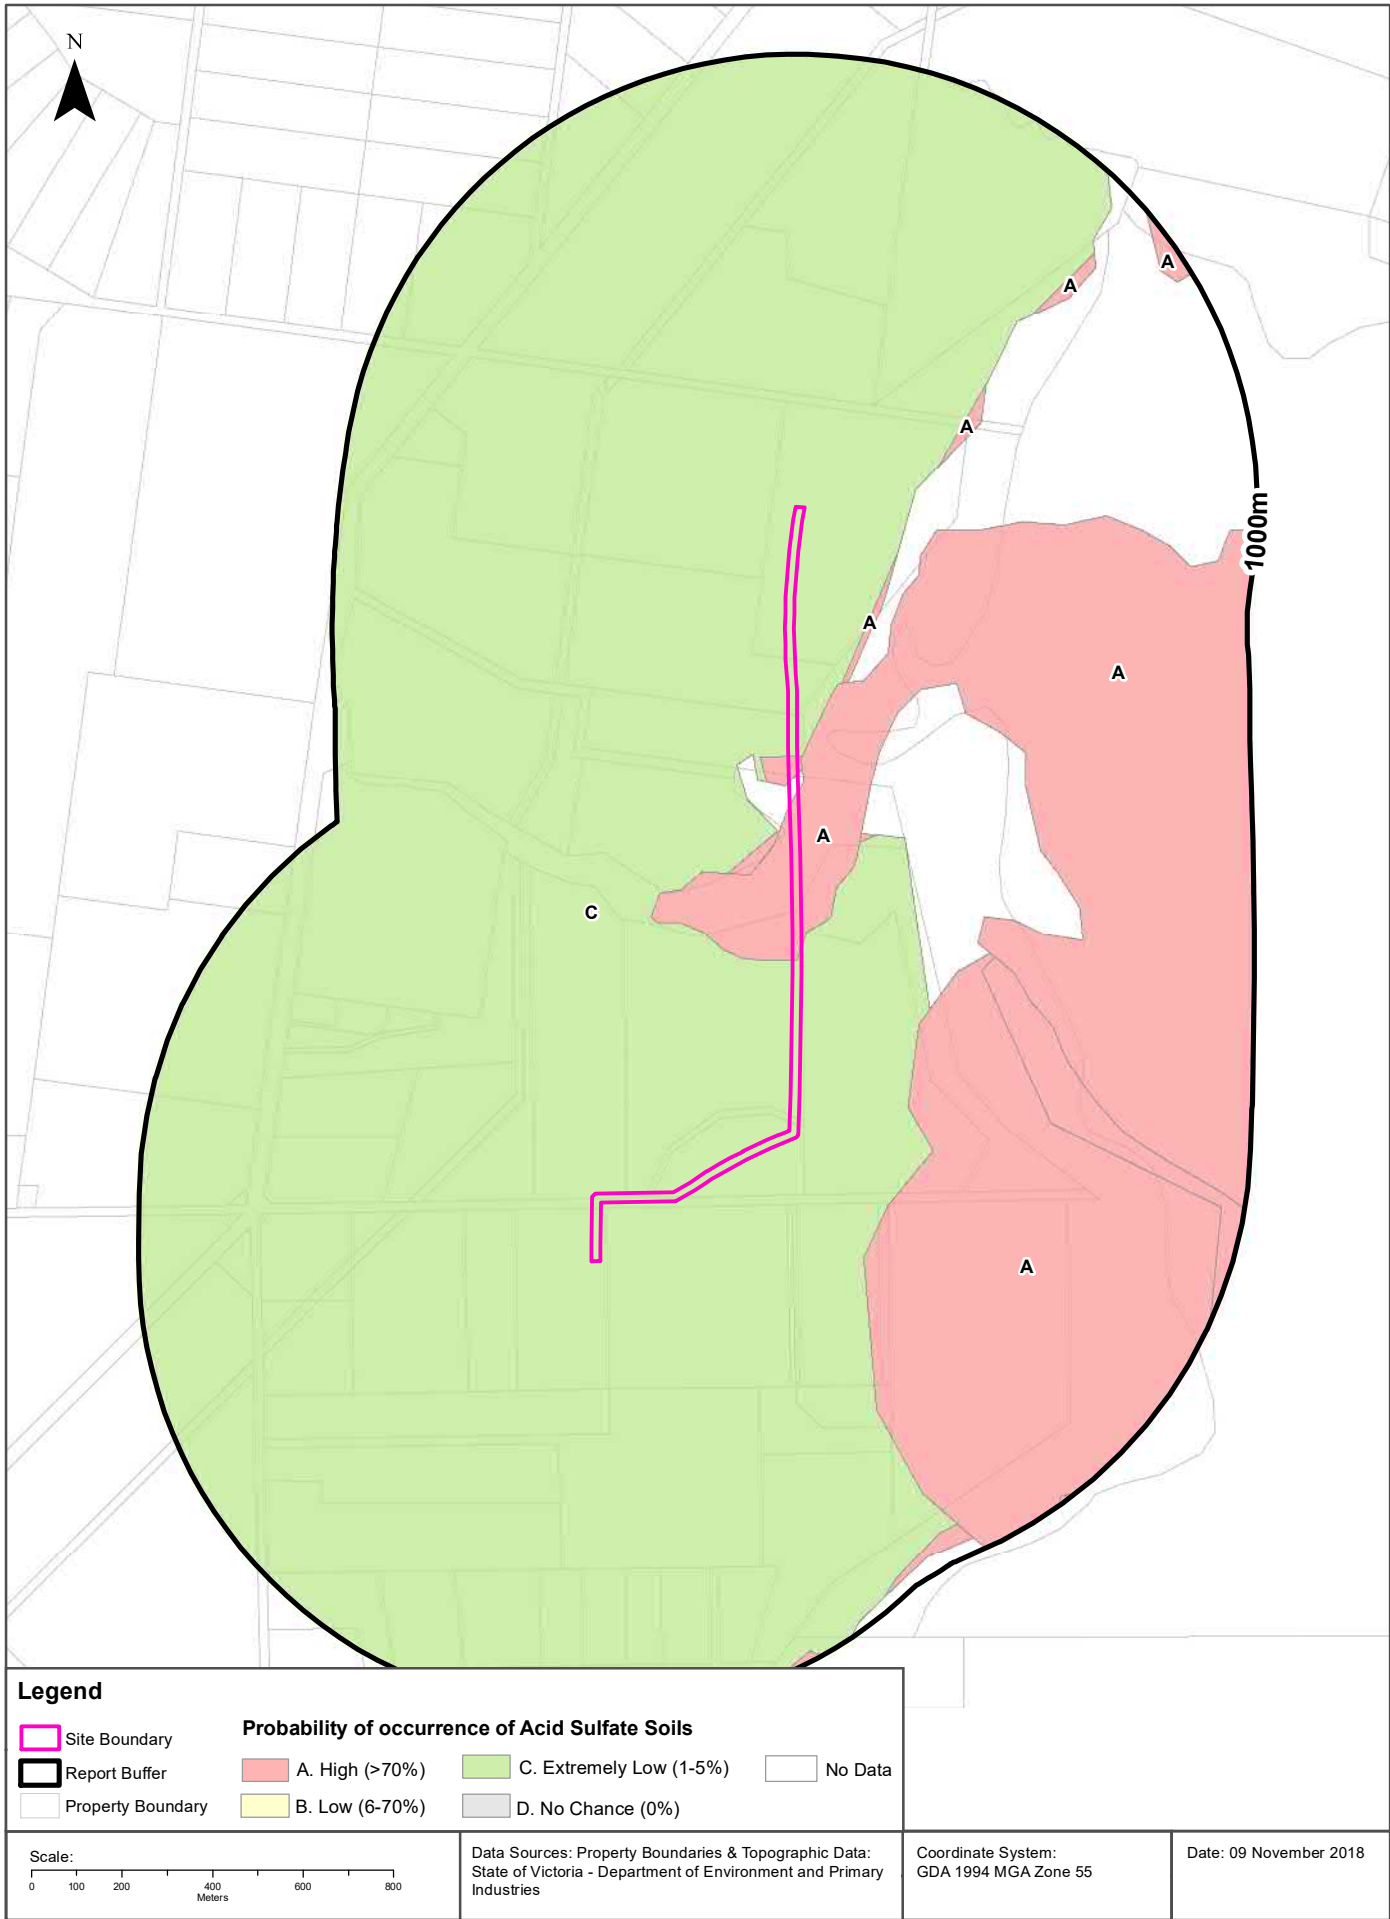 N
A
A
A
1000m
A
A
A
C
A
Legend
Site Boundary
Report Buffer
Property Boundary
Probability of occurrence of Acid Sulfate Soils
A. High (>70%)
C. Extremely Low (1-5%)
No Data
B. Low (6-70%)
D. No Chance (0%)
Scale:
0 100 200 400 600 800
Meters
Data Sources: Property Boundaries & Topographic Data:
State of Victoria - Department of Environment and Primary
Industries
Coordinate System:
GDA 1994 MGA Zone 55
Date: 09 November 2018